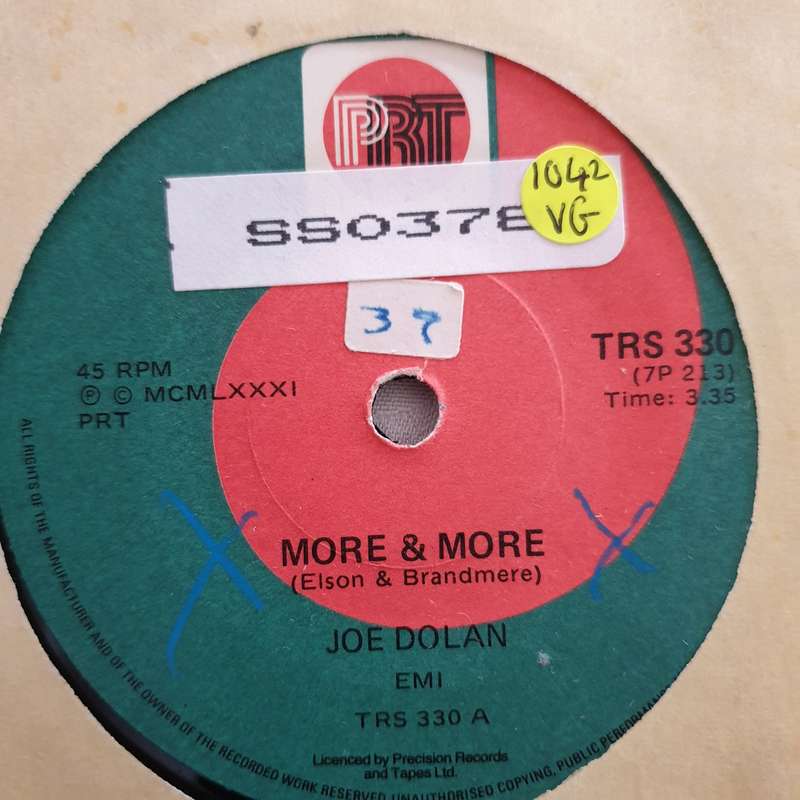 PRT
1042
VG
SS0378
37
45 RPM
Ⓟ © MCMLXXXI
PRT
TRS 330
(7P 213)
Time: 3.35
MORE & MORE
(Elson & Brandmere)
JOE DOLAN
EMI
TRS 330 A
Licenced by Precision Records
and Tapes Ltd.
ALL RIGHTS OF THE MANUFACTURER AND OF THE OWNER OF THE RECORDED WORK RESERVED. UNAUTHORISED COPYING, PUBLIC PERFORMAN